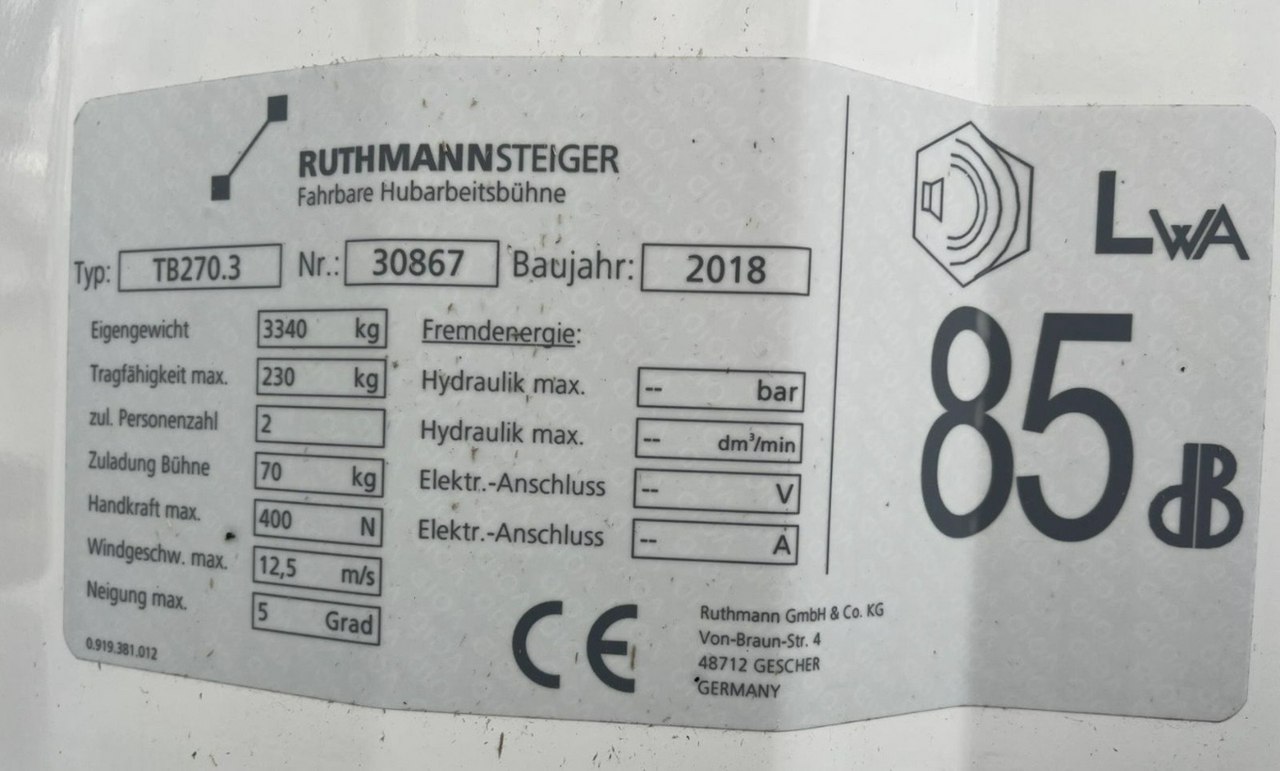 RUTHMANNSTEIGER
Fahrbare Hubarbeitsbühne
Typ: TB270.3 Nr.: 30867 Baujahr: 2018
Eigengewicht 3340 kg
Tragfähigkeit max. 230 kg
zul. Personenzahl 2
Zuladung Bühne 70 kg
Handkraft max. 400 N
Windgeschw. max. 12,5 m/s
Neigung max. 5 Grad
0.919.381.012
Fremdenergie:
Hydraulik max. -- bar
Hydraulik max. -- dm³/min
Elektr.-Anschluss -- V
Elektr.-Anschluss -- A
CE
Ruthmann GmbH & Co. KG
Von-Braun-Str. 4
48712 GESCHER
GERMANY
LWA
85 dB